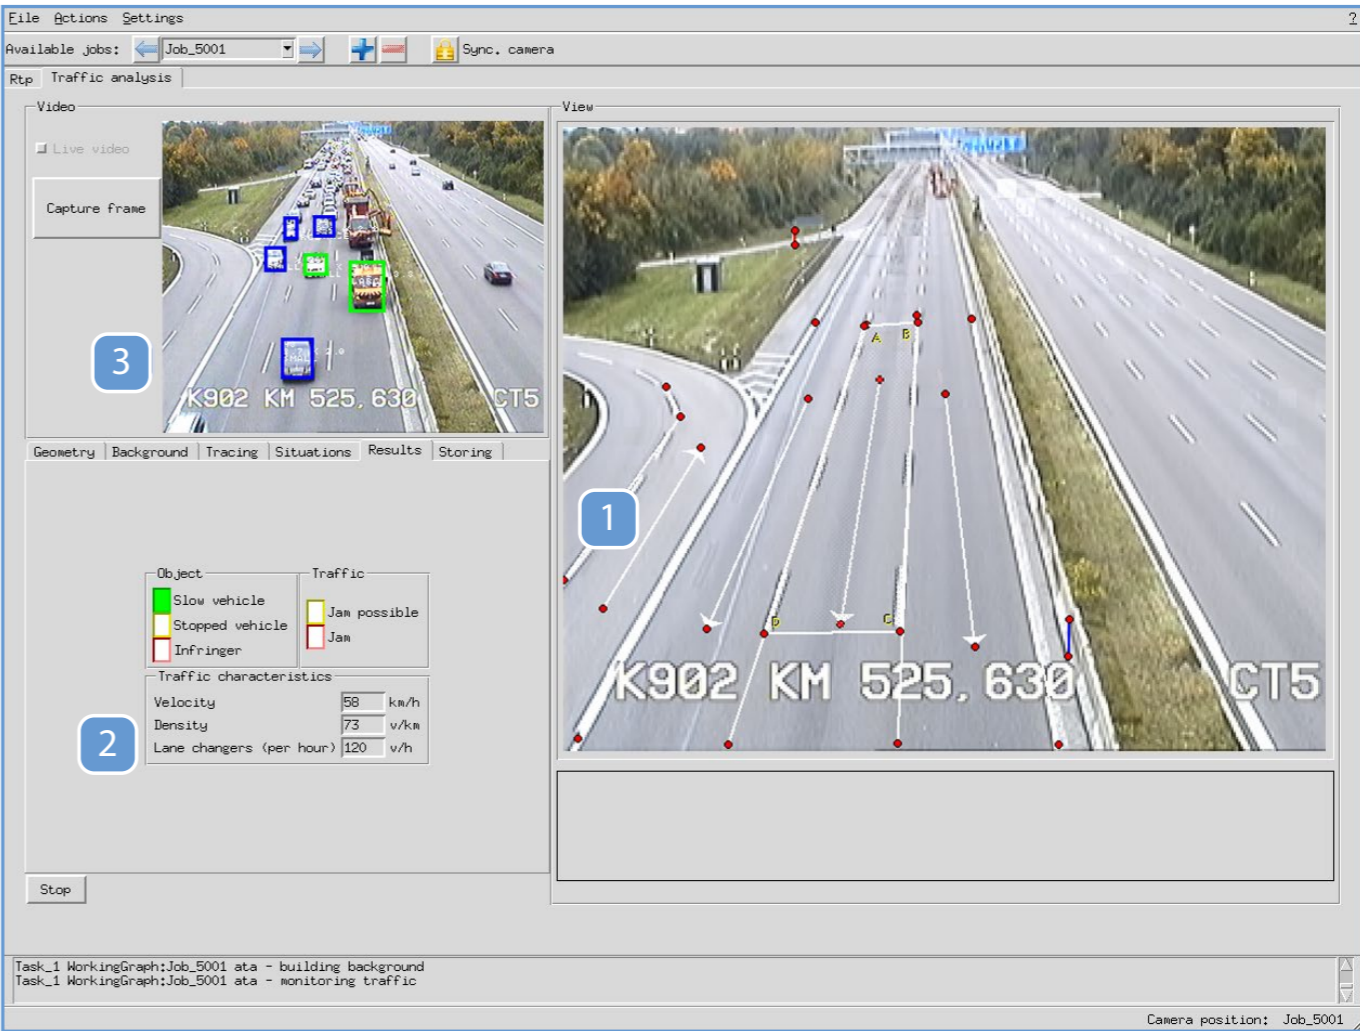 File Actions Settings ?
Available jobs: Job_5001 Sync. camera
Rtp Traffic analysis
Video
Live video
Capture frame
3
K902 KM 525,630 CT5
Geometry Background Tracing Situations Results Storing
Object
Slow vehicle
Stopped vehicle
Infringer
Traffic
Jam possible
Jam
Traffic characteristics
Velocity 58 km/h
Density 73 v/km
Lane changers (per hour) 120 v/h
2
Stop
View
A B
1
D C
K902 KM 525,630 CT5
Task_1 WorkingGraph:Job_5001 ata - building background
Task_1 WorkingGraph:Job_5001 ata - monitoring traffic
Camera position: Job_5001